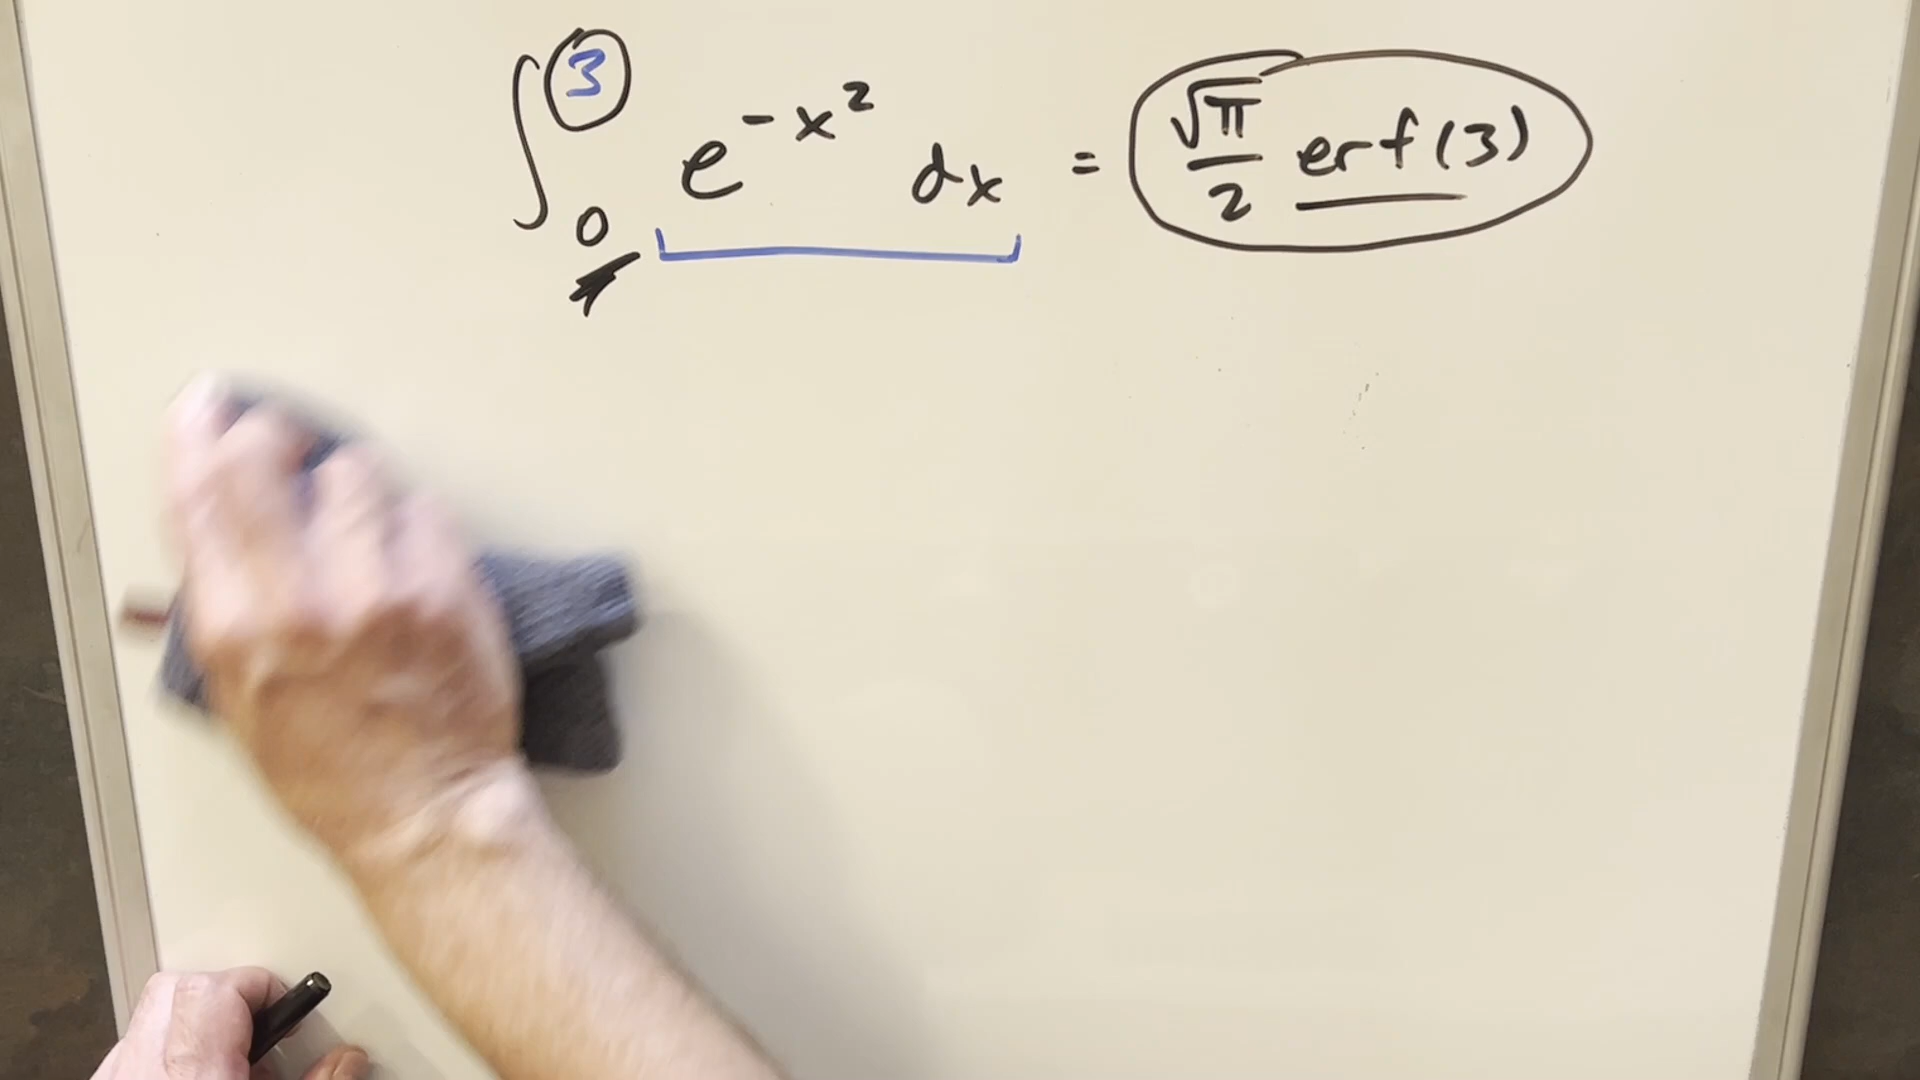 ∫₀³ e^{-x²} dx = √π/2 erf(3)